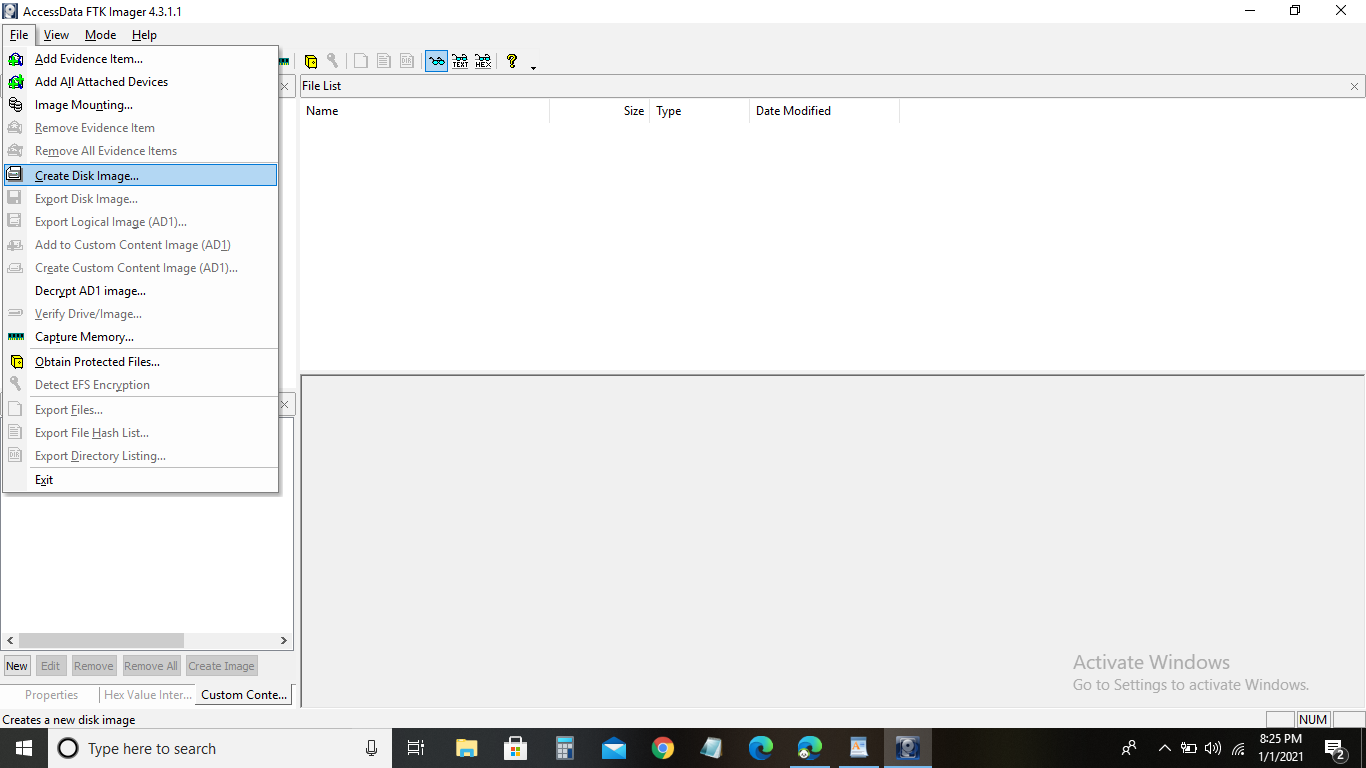 AccessData FTK Imager 4.3.1.1
File View Mode Help
Add Evidence Item...
Add All Attached Devices
Image Mounting...
Remove Evidence Item
Remove All Evidence Items
Create Disk Image...
Export Disk Image...
Export Logical Image (AD1)...
Add to Custom Content Image (AD1)
Create Custom Content Image (AD1)...
Decrypt AD1 image...
Verify Drive/Image...
Capture Memory...
Obtain Protected Files...
Detect EFS Encryption
Export Files...
Export File Hash List...
DIR Export Directory Listing...
Exit
DIR TEXT HEX ?
File List
Name Size Type Date Modified
New Edit Remove Remove All Create Image
Properties Hex Value Inter... Custom Conte...
Activate Windows
Go to Settings to activate Windows.
Creates a new disk image
NUM
Type here to search
8:25 PM
1/1/2021
2